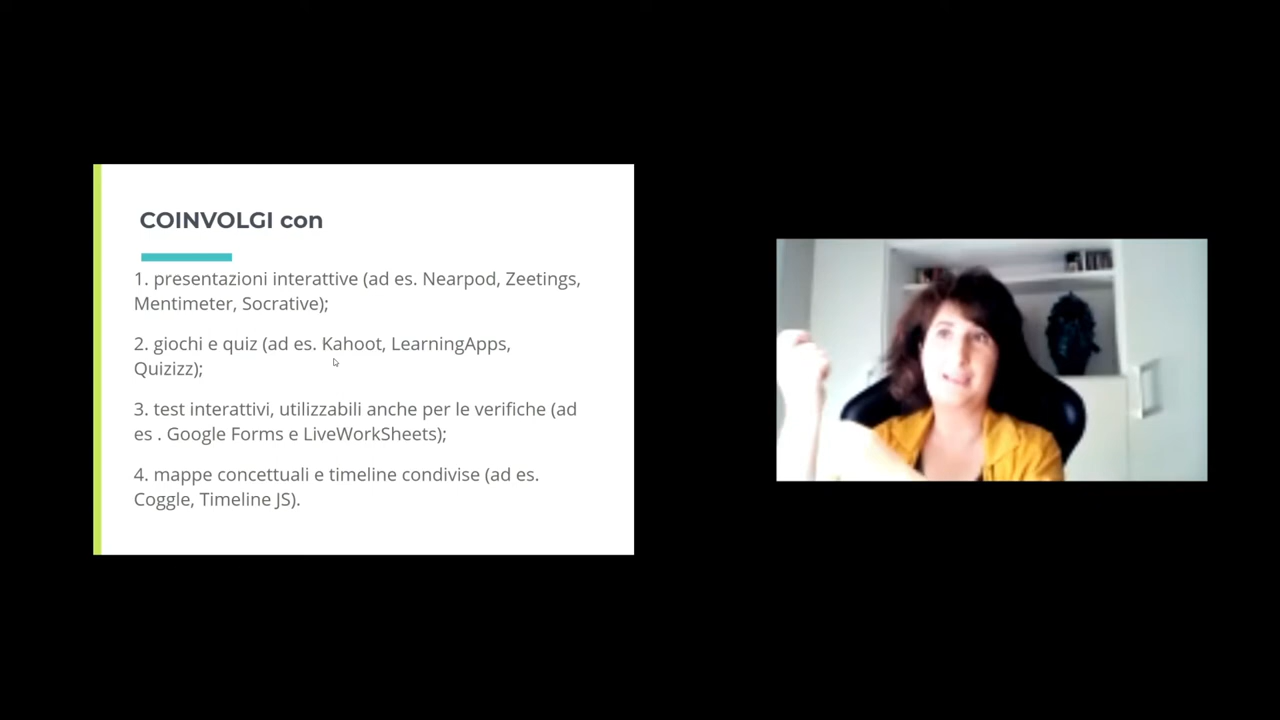 COINVOLGI con
1. presentazioni interattive (ad es. Nearpod, Zeetings,
Mentimeter, Socrative);
2. giochi e quiz (ad es. Kahoot, LearningApps,
Quizizz);
3. test interattivi, utilizzabili anche per le verifiche (ad
es . Google Forms e LiveWorkSheets);
4. mappe concettuali e timeline condivise (ad es.
Coggle, Timeline JS).